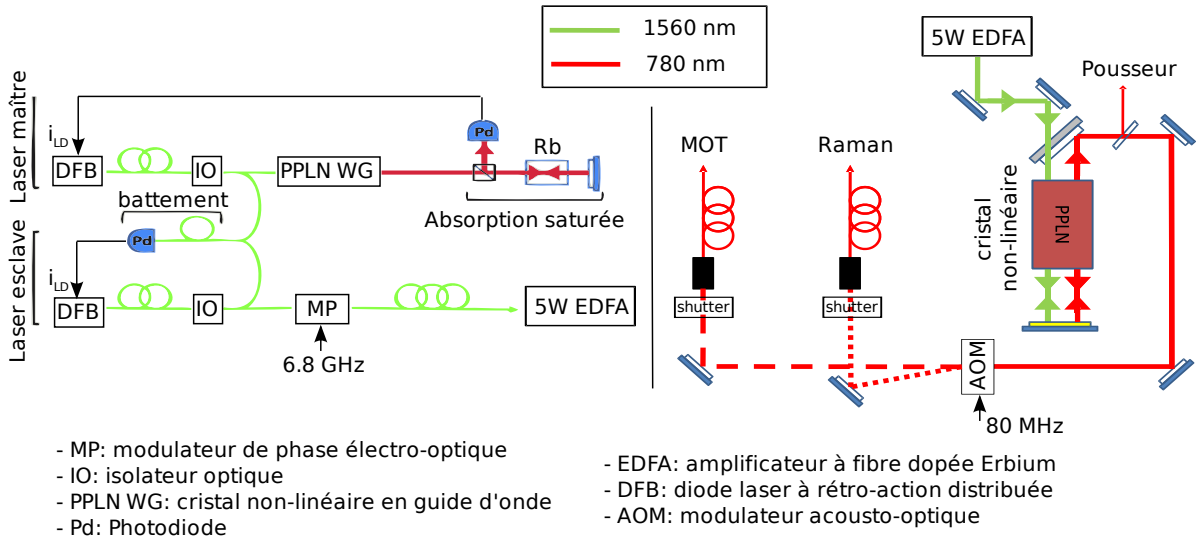 1560 nm
780 nm
Laser maître
i_LD
DFB
IO
PPLN WG
Pd
Rb
Absorption saturée
battement
Pd
Laser esclave
i_LD
DFB
IO
MP
5W EDFA
6.8 GHz
5W EDFA
Pousseur
MOT
Raman
cristal
non-linéaire
PPLN
shutter
shutter
AOM
80 MHz
- MP: modulateur de phase électro-optique
- IO: isolateur optique
- PPLN WG: cristal non-linéaire en guide d'onde
- Pd: Photodiode
- EDFA: amplificateur à fibre dopée Erbium
- DFB: diode laser à rétro-action distribuée
- AOM: modulateur acousto-optique